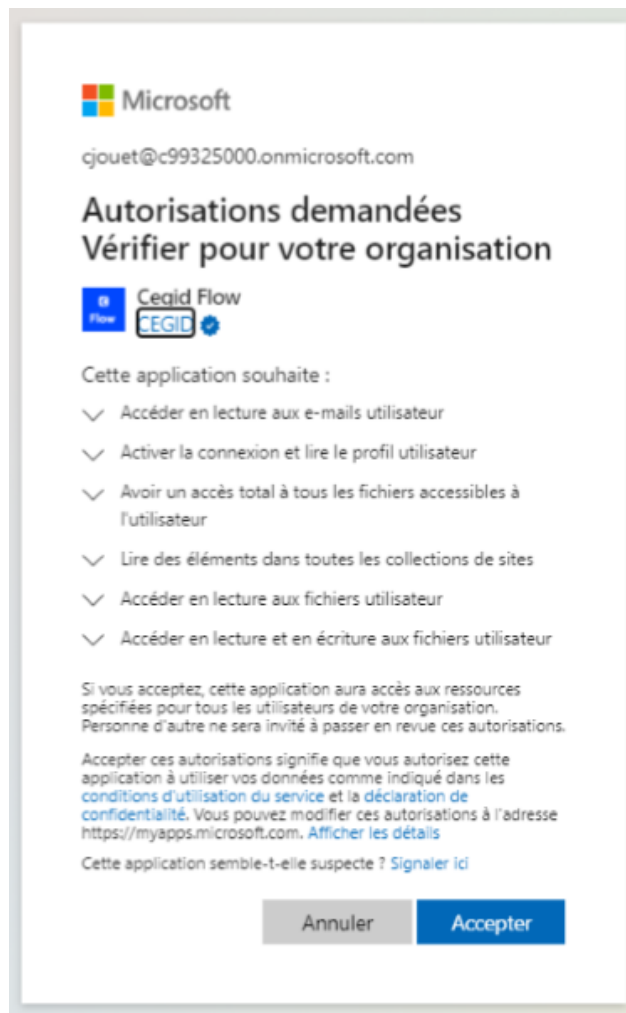 Microsoft
cjouet@c99325000.onmicrosoft.com
Autorisations demandées
Vérifier pour votre organisation
Flow
Cegid Flow
CEGID
Cette application souhaite :
Accéder en lecture aux e-mails utilisateur
Activer la connexion et lire le profil utilisateur
Avoir un accès total à tous les fichiers accessibles à
l'utilisateur
Lire des éléments dans toutes les collections de sites
Accéder en lecture aux fichiers utilisateur
Accéder en lecture et en écriture aux fichiers utilisateur
Si vous acceptez, cette application aura accès aux ressources
spécifiées pour tous les utilisateurs de votre organisation.
Personne d'autre ne sera invité à passer en revue ces autorisations.
Accepter ces autorisations signifie que vous autorisez cette
application à utiliser vos données comme indiqué dans les
conditions d'utilisation du service et la déclaration de
confidentialité. Vous pouvez modifier ces autorisations à l'adresse
https://myapps.microsoft.com. Afficher les détails
Cette application semble-t-elle suspecte ? Signaler ici
Annuler
Accepter